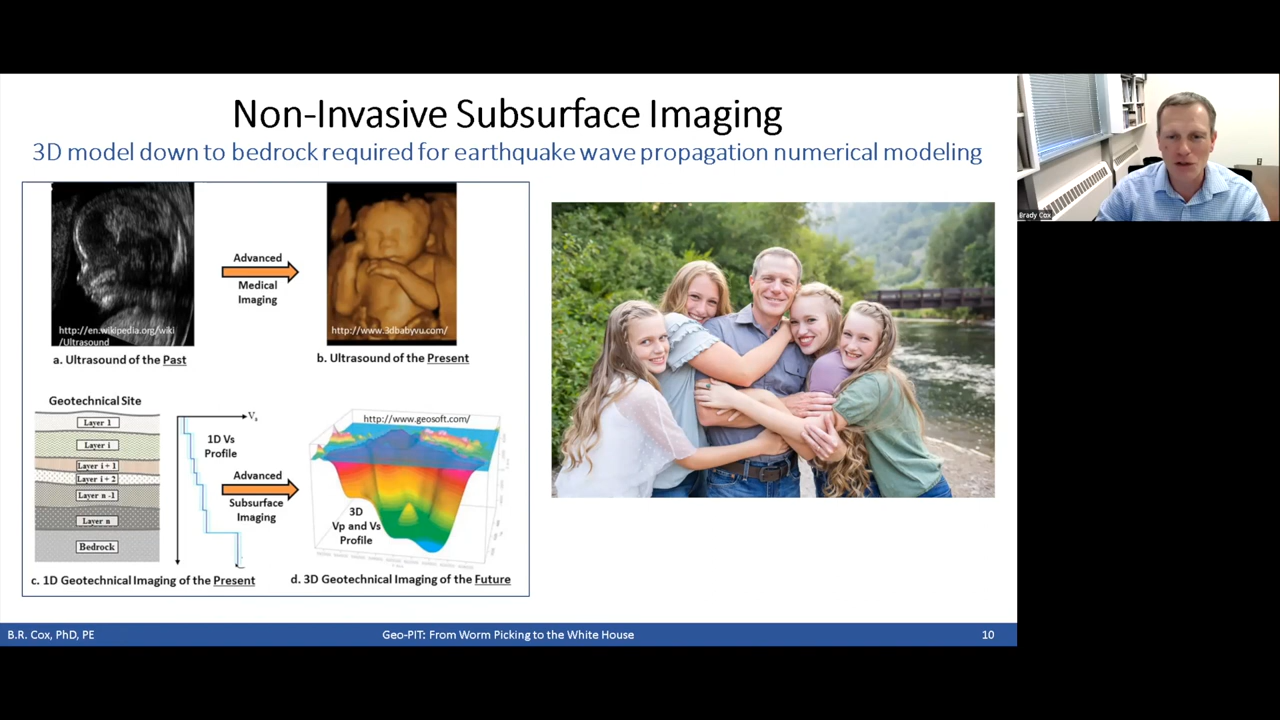 Non-Invasive Subsurface Imaging
3D model down to bedrock required for earthquake wave propagation numerical modeling
Advanced
Medical
Imaging
http://en.wikipedia.org/wiki
/Ultrasound
http://www.3dbabyvu.com/
a. Ultrasound of the Past
b. Ultrasound of the Present
Geotechnical Site
Layer 1
Layer i
Layer i + 1
Layer i + 2
Layer n -1
Layer n
Bedrock
Vs
1D Vs
Profile
Advanced
Subsurface
Imaging
http://www.geosoft.com/
3D
Vp and Vs
Profile
c. 1D Geotechnical Imaging of the Present
d. 3D Geotechnical Imaging of the Future
B.R. Cox, PhD, PE
Geo-PIT: From Worm Picking to the White House
10
Brady Cox